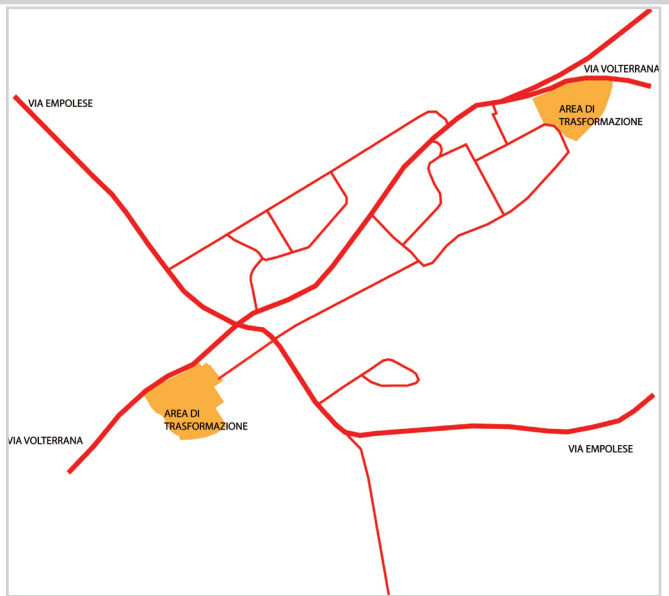 VIA VOLTERRANA
VIA EMPOLESE
AREA DI
TRASFORMAZIONE
AREA DI
TRASFORMAZIONE
VIA VOLTERRANA
VIA EMPOLESE